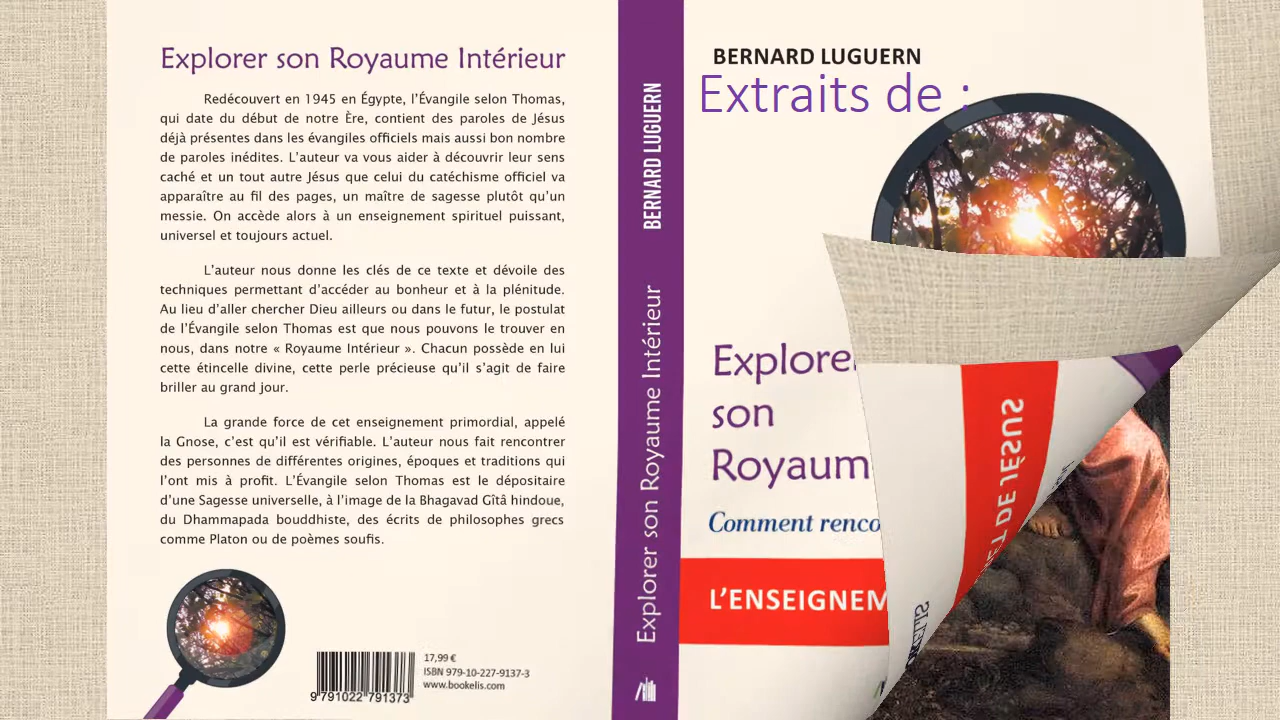 Explorer son Royaume Intérieur
Redécouvert en 1945 en Égypte, l'Évangile selon Thomas,
qui date du début de notre Ère, contient des paroles de Jésus
déjà présentes dans les évangiles officiels mais aussi bon nombre
de paroles inédites. L'auteur va vous aider à découvrir leur sens
caché et un tout autre Jésus que celui du catéchisme officiel va
apparaître au fil des pages, un maître de sagesse plutôt qu'un
messie. On accède alors à un enseignement spirituel puissant,
universel et toujours actuel.
L'auteur nous donne les clés de ce texte et dévoile des
techniques permettant d'accéder au bonheur et à la plénitude.
Au lieu d'aller chercher Dieu ailleurs ou dans le futur, le postulat
de l'Évangile selon Thomas est que nous pouvons le trouver en
nous, dans notre « Royaume Intérieur ». Chacun possède en lui
cette étincelle divine, cette perle précieuse qu'il s'agit de faire
briller au grand jour.
La grande force de cet enseignement primordial, appelé
la Gnose, c'est qu'il est vérifiable. L'auteur nous fait rencontrer
des personnes de différentes origines, époques et traditions qui
l'ont mis à profit. L'Évangile selon Thomas est le dépositaire
d'une Sagesse universelle, à l'image de la Bhagavad Gîtâ hindoue,
du Dhammapada bouddhiste, des écrits de philosophes grecs
comme Platon ou de poèmes soufis.
17,99 €
ISBN 979-10-227-9137-3
www.bookelis.com
9 791022 791373
BERNARD LUGUERN
Explorer son Royaume Intérieur
BERNARD LUGUERN
Extraits de :
Explorer
son
Royaum
Comment renco
L'ENSEIGNEM
ET DE JÉSUS